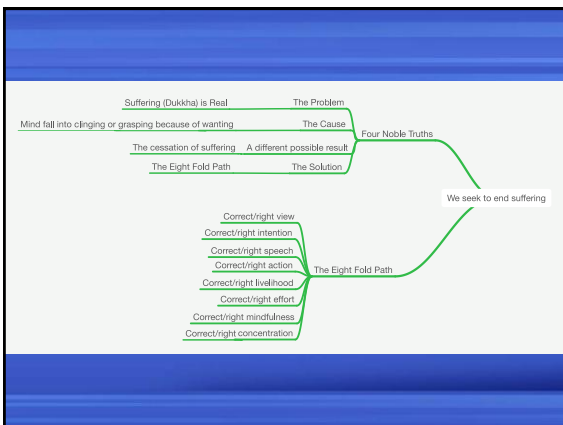 Suffering (Dukkha) is Real The Problem
Mind fall into clinging or grasping because of wanting The Cause
Four Noble Truths
The cessation of suffering A different possible result
The Eight Fold Path The Solution
We seek to end suffering
Correct/right view
Correct/right intention
Correct/right speech
Correct/right action
The Eight Fold Path
Correct/right livelihood
Correct/right effort
Correct/right mindfulness
Correct/right concentration